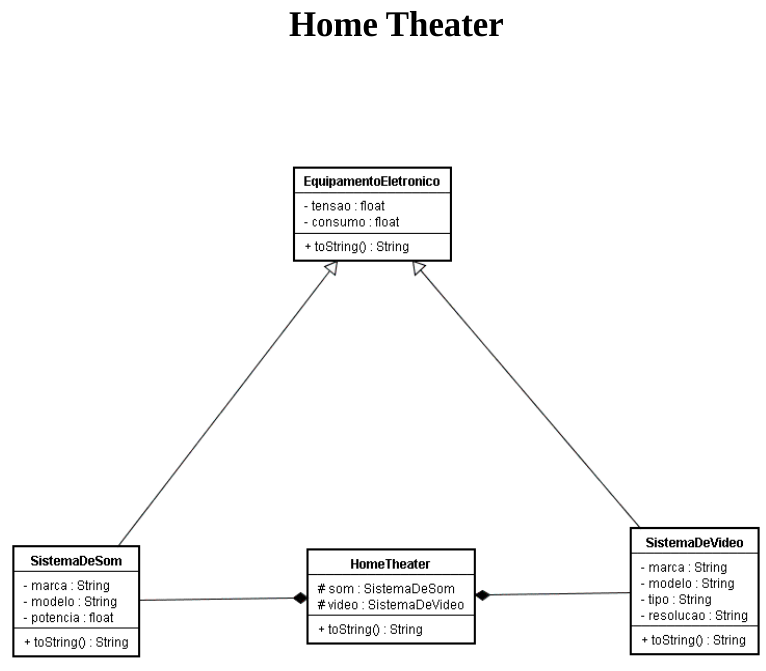 Home Theater
EquipamentoEletronico
- tensao : float
- consumo : float
+ toString() : String
SistemaDeSom
- marca : String
- modelo : String
- potencia : float
+ toString() : String
HomeTheater
# som : SistemaDeSom
# video : SistemaDeVideo
+ toString() : String
SistemaDeVideo
- marca : String
- modelo : String
- tipo : String
- resolucao : String
+ toString() : String